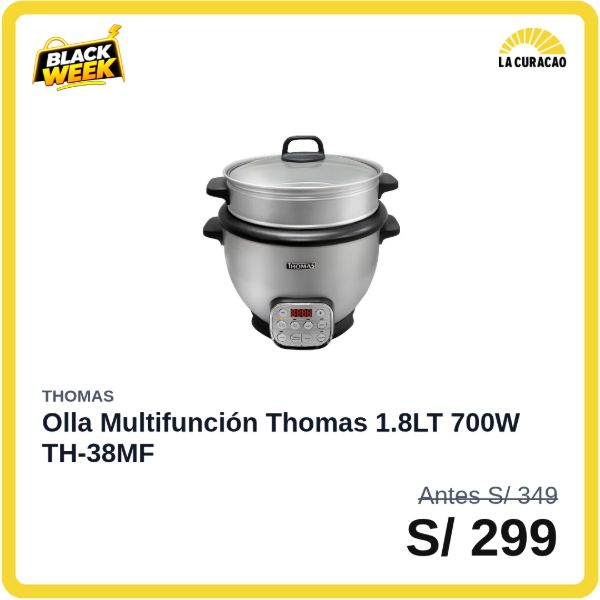 BLACK
WEEK
LA CURACAO
THOMAS
THOMAS
Olla Multifunción Thomas 1.8LT 700W
TH-38MF
Antes S/ 349
S/ 299